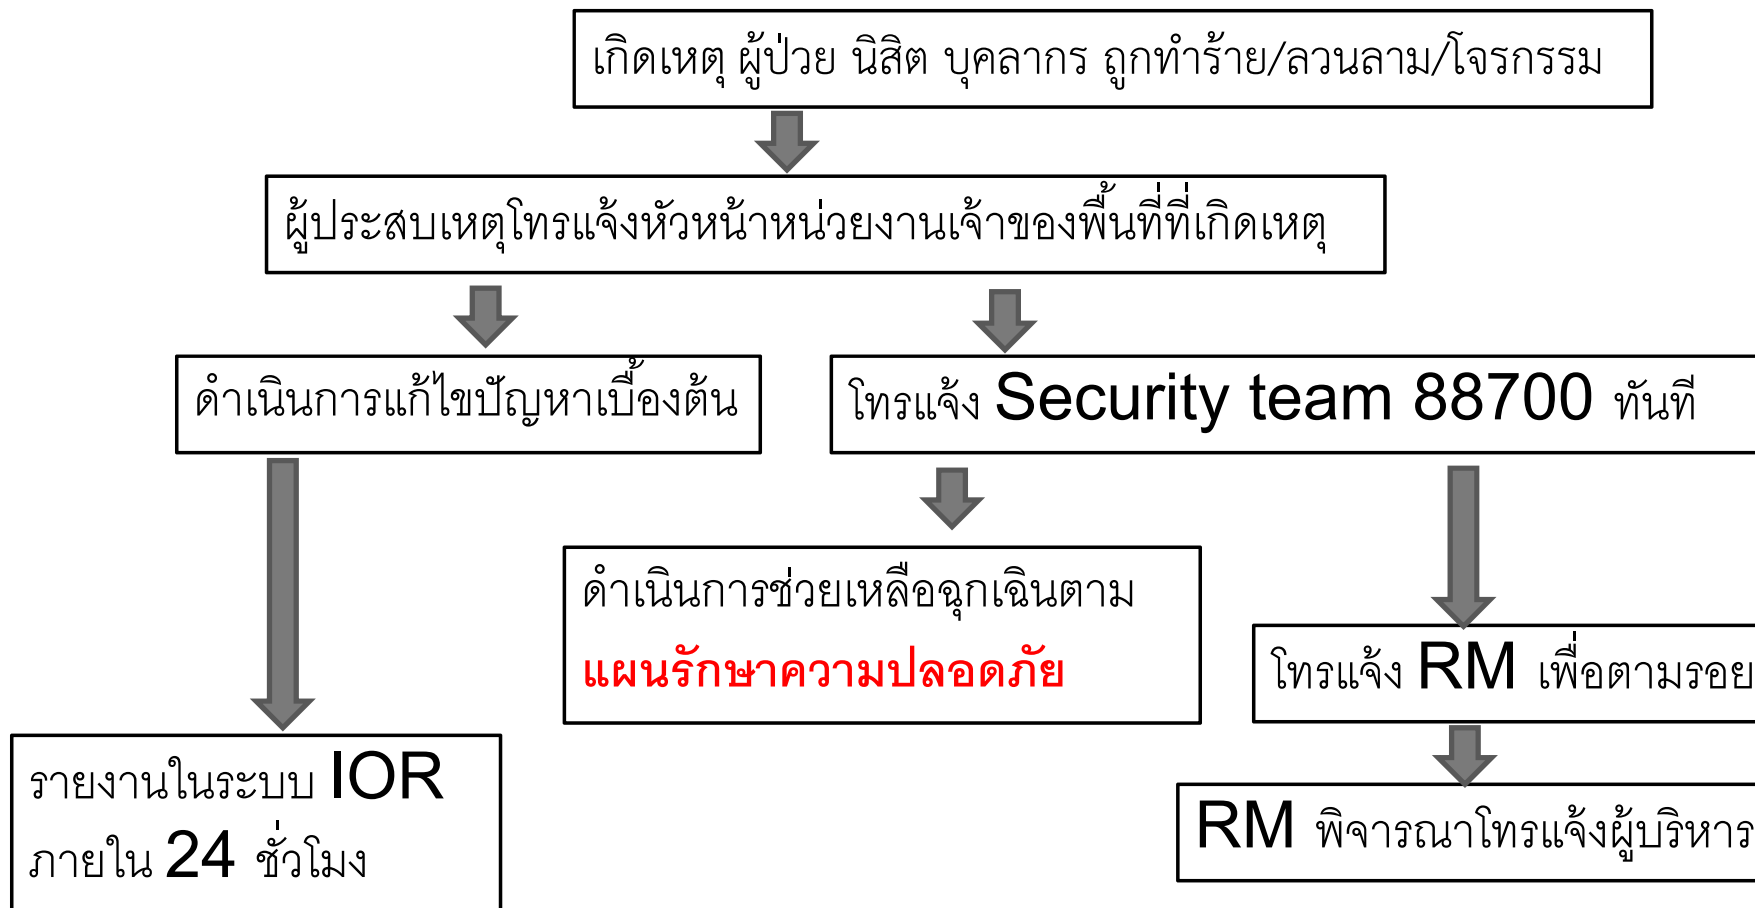 เกิดเหตุ ผู้ป่วย นิสิต บุคลากร ถูกทำร้าย/ลวนลาม/โจรกรรม
ผู้ประสบเหตุโทรแจ้งหัวหน้าหน่วยงานเจ้าของพื้นที่ที่เกิดเหตุ
ดำเนินการแก้ไขปัญหาเบื้องต้น
โทรแจ้ง Security team 88700 ทันที
ดำเนินการช่วยเหลือฉุกเฉินตาม
แผนรักษาความปลอดภัย
โทรแจ้ง RM เพื่อตามรอย
รายงานในระบบ IOR
ภายใน 24 ชั่วโมง
RM พิจารณาโทรแจ้งผู้บริหาร